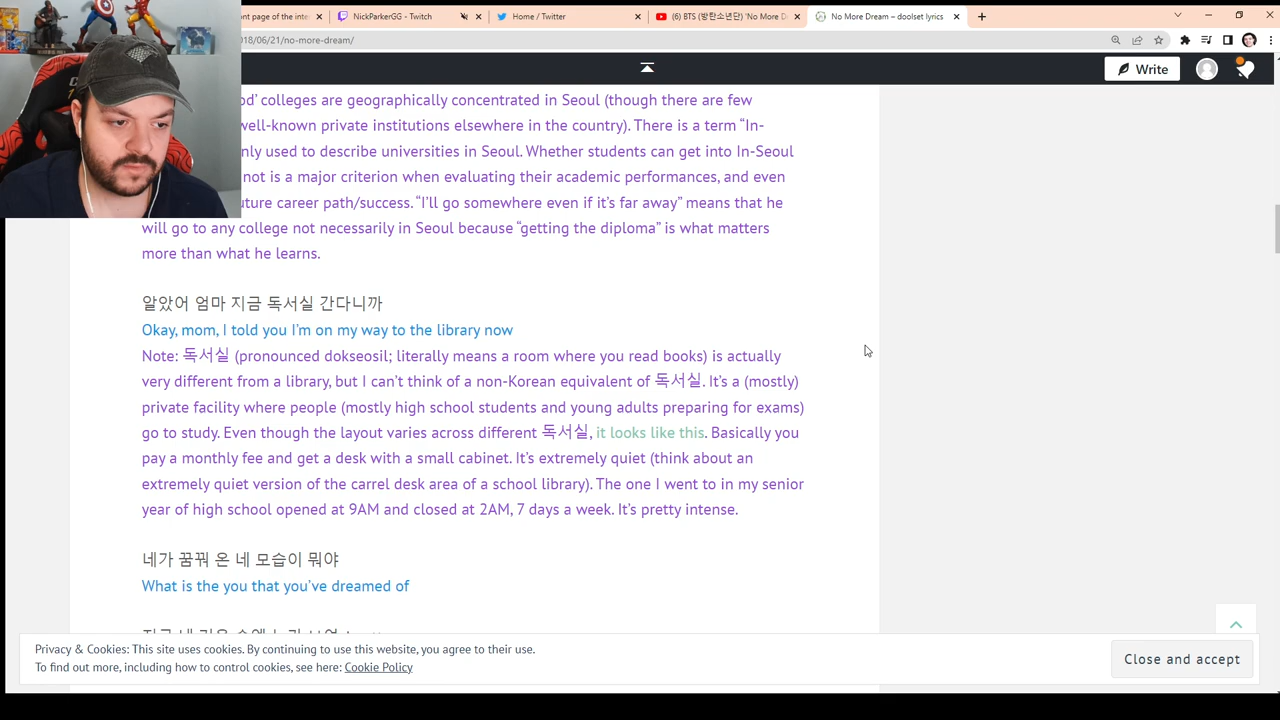 NickParkerGG - Twitch
Home / Twitter
(6) BTS (방탄소년단) 'No More D
No More Dream – doolset lyrics
018/06/21/no-more-dream/
Write
colleges are geographically concentrated in Seoul (though there are few
well-known private institutions elsewhere in the country). There is a term “In-
used to describe universities in Seoul. Whether students can get into In-Seoul
not is a major criterion when evaluating their academic performances, and even
career path/success. “I’ll go somewhere even if it’s far away” means that he
will go to any college not necessarily in Seoul because “getting the diploma” is what matters
more than what he learns.
알았어 엄마 지금 독서실 간다니까
Okay, mom, I told you I’m on my way to the library now
Note: 독서실 (pronounced dokseosil; literally means a room where you read books) is actually
very different from a library, but I can’t think of a non-Korean equivalent of 독서실. It’s a (mostly)
private facility where people (mostly high school students and young adults preparing for exams)
go to study. Even though the layout varies across different 독서실, it looks like this. Basically you
pay a monthly fee and get a desk with a small cabinet. It’s extremely quiet (think about an
extremely quiet version of the carrel desk area of a school library). The one I went to in my senior
year of high school opened at 9AM and closed at 2AM, 7 days a week. It’s pretty intense.
네가 꿈꿔 온 네 모습이 뭐야
What is the you that you’ve dreamed of
Privacy & Cookies: This site uses cookies. By continuing to use this website, you agree to their use.
To find out more, including how to control cookies, see here: Cookie Policy
Close and accept